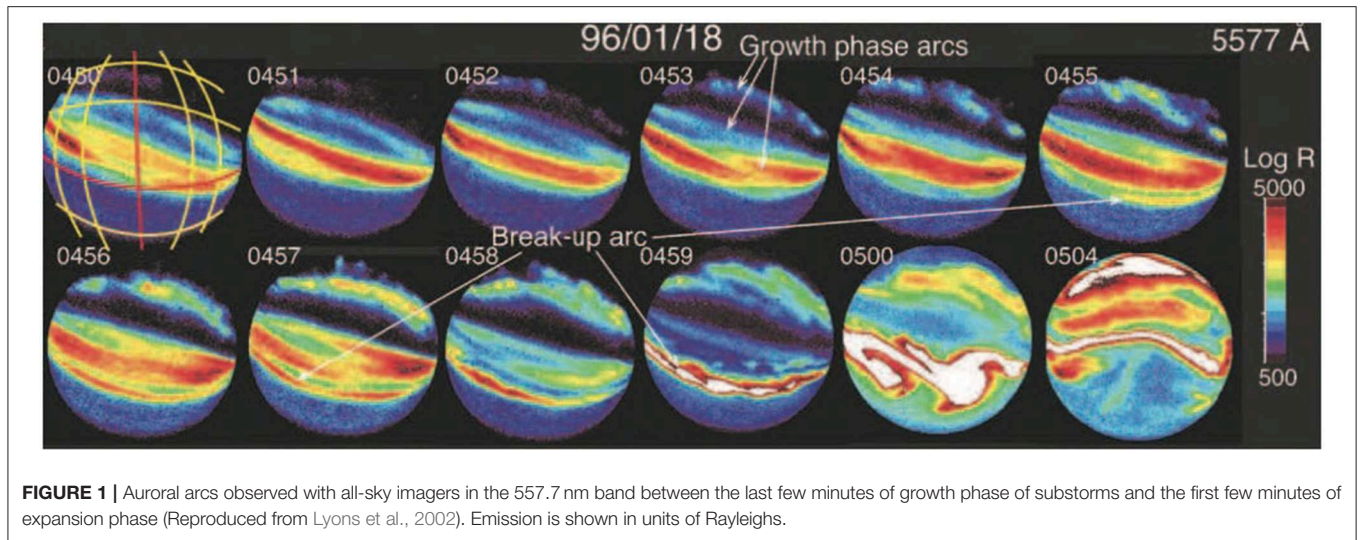 96/01/18
Growth phase arcs
5577 Å
0450
0451
0452
0453
0454
0455
Log R
5000
Break-up arc
0456
0457
0458
0459
0500
0504
500
FIGURE 1 | Auroral arcs observed with all-sky imagers in the 557.7 nm band between the last few minutes of growth phase of substorms and the first few minutes of
expansion phase (Reproduced from Lyons et al., 2002). Emission is shown in units of Rayleighs.